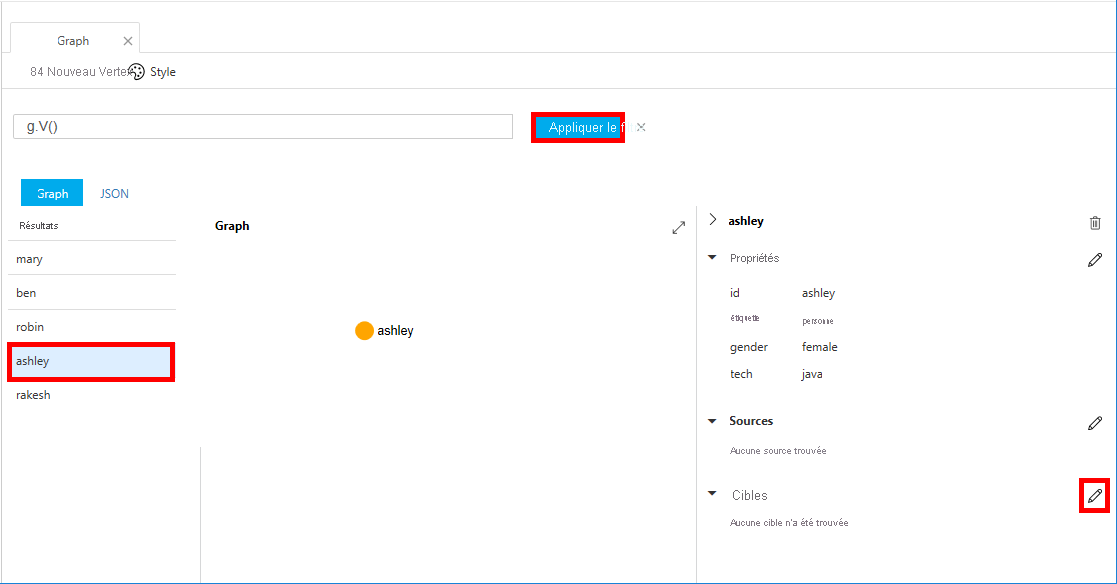 Graph
84 Nouveau Vertex Style
g.V()
Appliquer le f
Graph JSON
Résultats
mary
ben
robin
ashley
rakesh
Graph
ashley
ashley
Propriétés
id ashley
étiquette personne
gender female
tech java
Sources
Aucune source trouvée
Cibles
Aucune cible n'a été trouvée